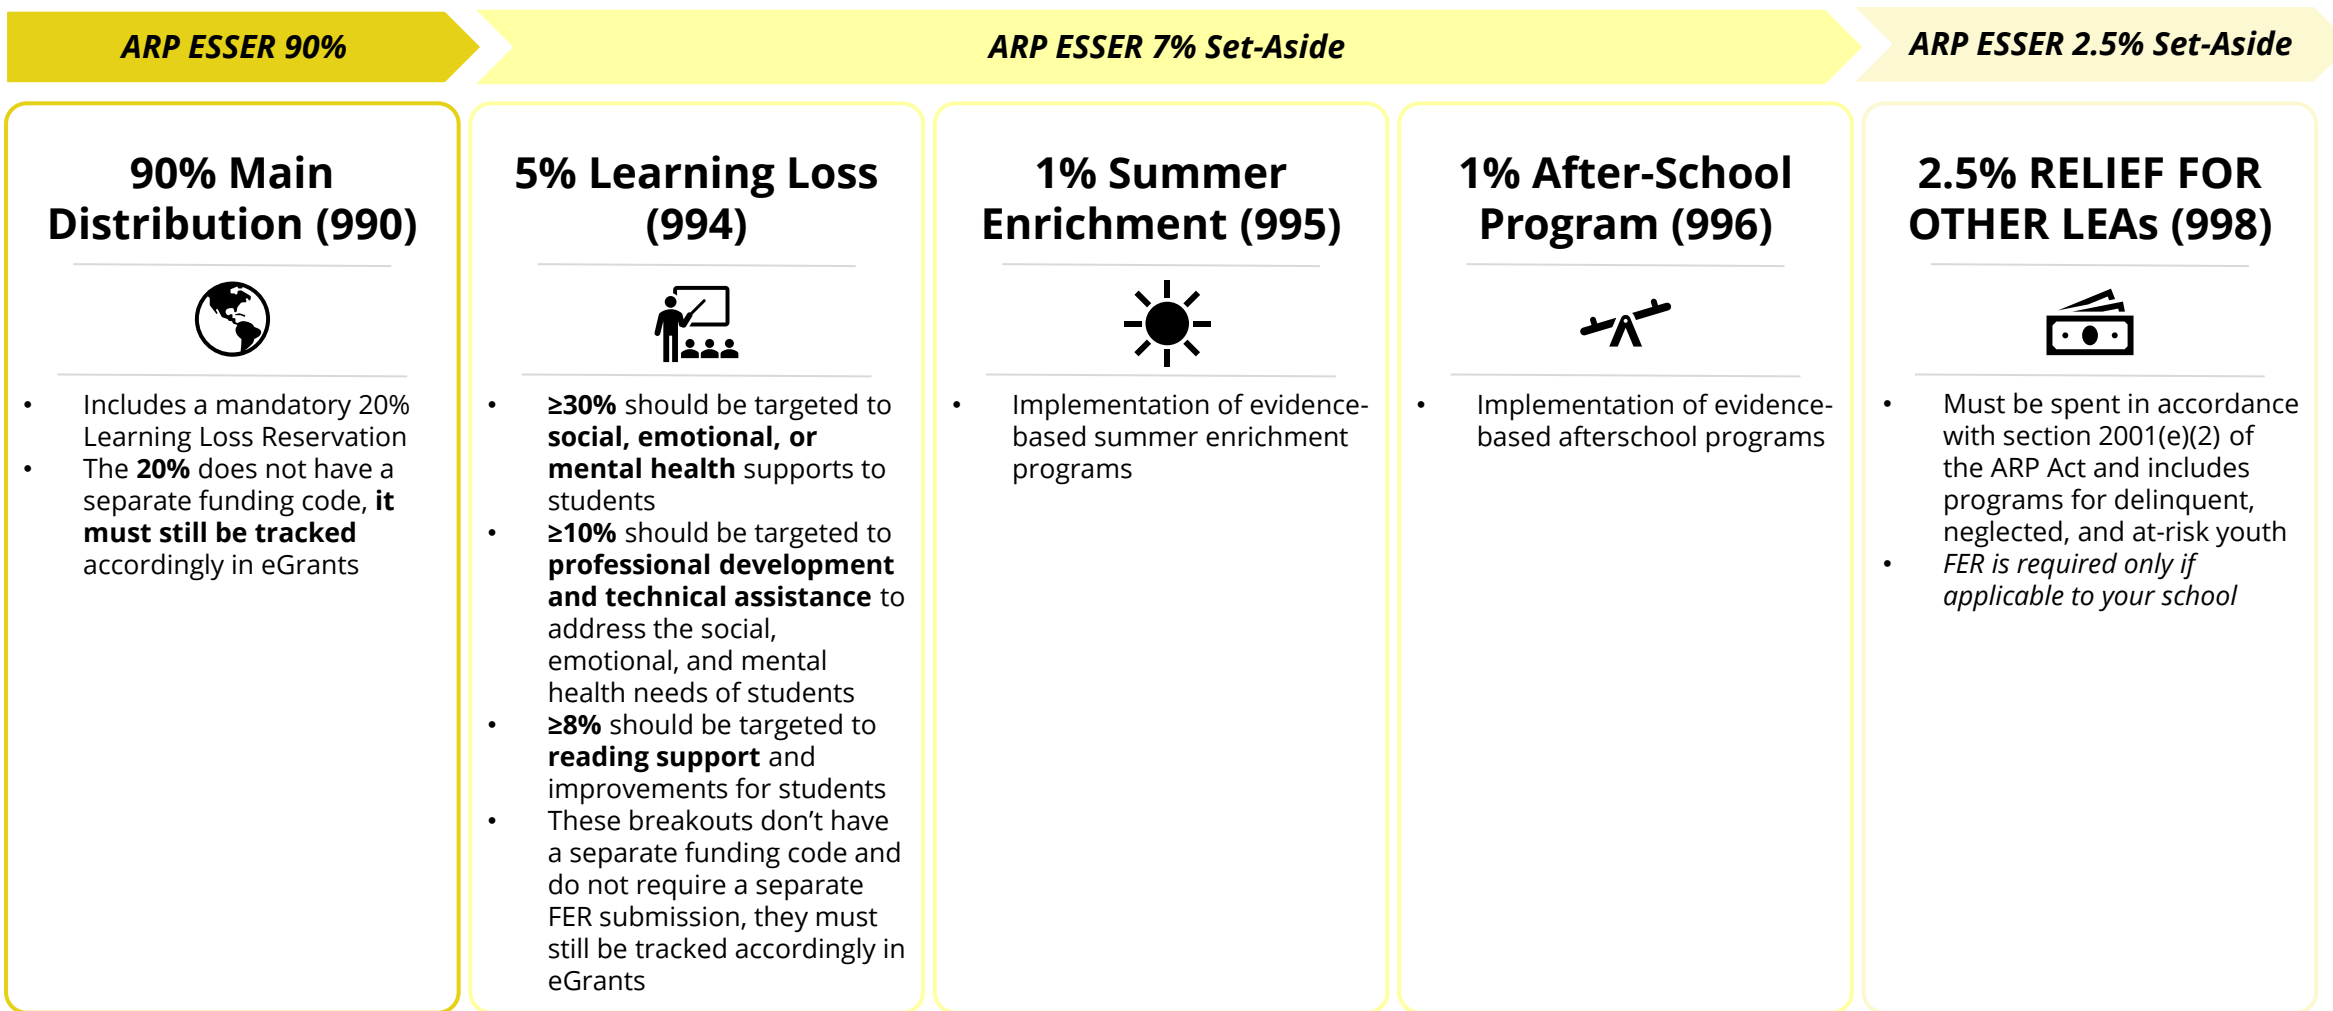 ARP ESSER 90%
ARP ESSER 7% Set-Aside
ARP ESSER 2.5% Set-Aside
90% Main
Distribution (990)
• Includes a mandatory 20%
Learning Loss Reservation
• The 20% does not have a
separate funding code, it
must still be tracked
accordingly in eGrants
5% Learning Loss
(994)
• ≥30% should be targeted to
social, emotional, or
mental health supports to
students
• ≥10% should be targeted to
professional development
and technical assistance to
address the social,
emotional, and mental
health needs of students
• ≥8% should be targeted to
reading support and
improvements for students
• These breakouts don’t have
a separate funding code and
do not require a separate
FER submission, they must
still be tracked accordingly in
eGrants
1% Summer
Enrichment (995)
• Implementation of evidence-
based summer enrichment
programs
1% After-School
Program (996)
• Implementation of evidence-
based afterschool programs
2.5% RELIEF FOR
OTHER LEAs (998)
• Must be spent in accordance
with section 2001(e)(2) of
the ARP Act and includes
programs for delinquent,
neglected, and at-risk youth
• FER is required only if
applicable to your school